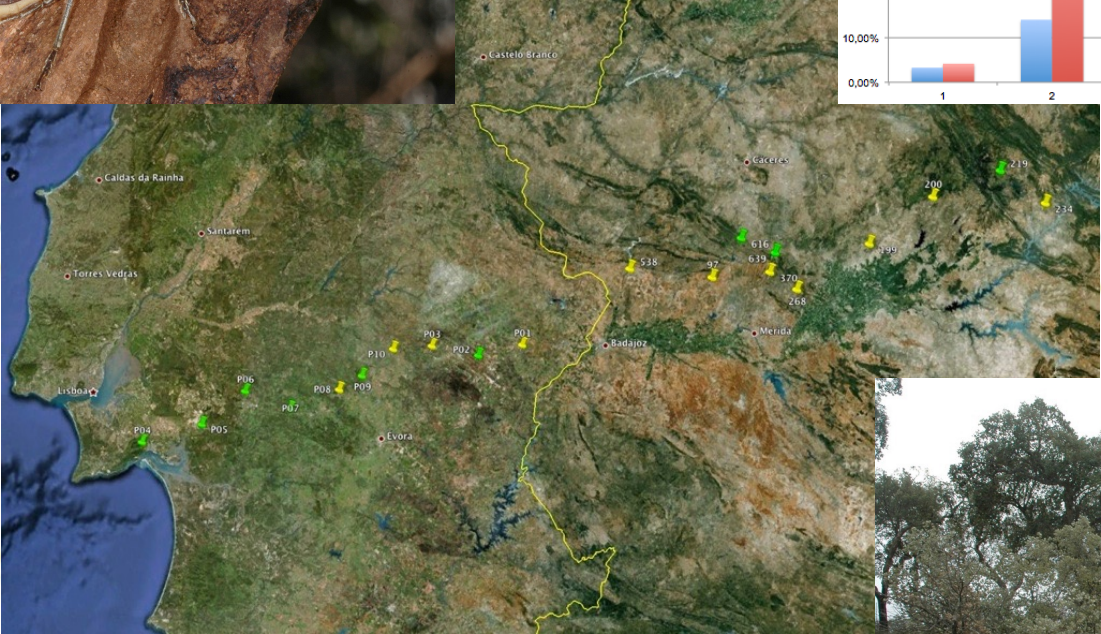 Castelo Branco
10,00%
0,00%
1 2
Cáceres
Caldas da Rainha
219
200
234
Santarem
199
616
639
538
97
370
268
Torres Vedras
P03
P01
P10
P02
Badajoz
Merida
P06
P08
P09
Lisboa
P07
P04
P05
Evora